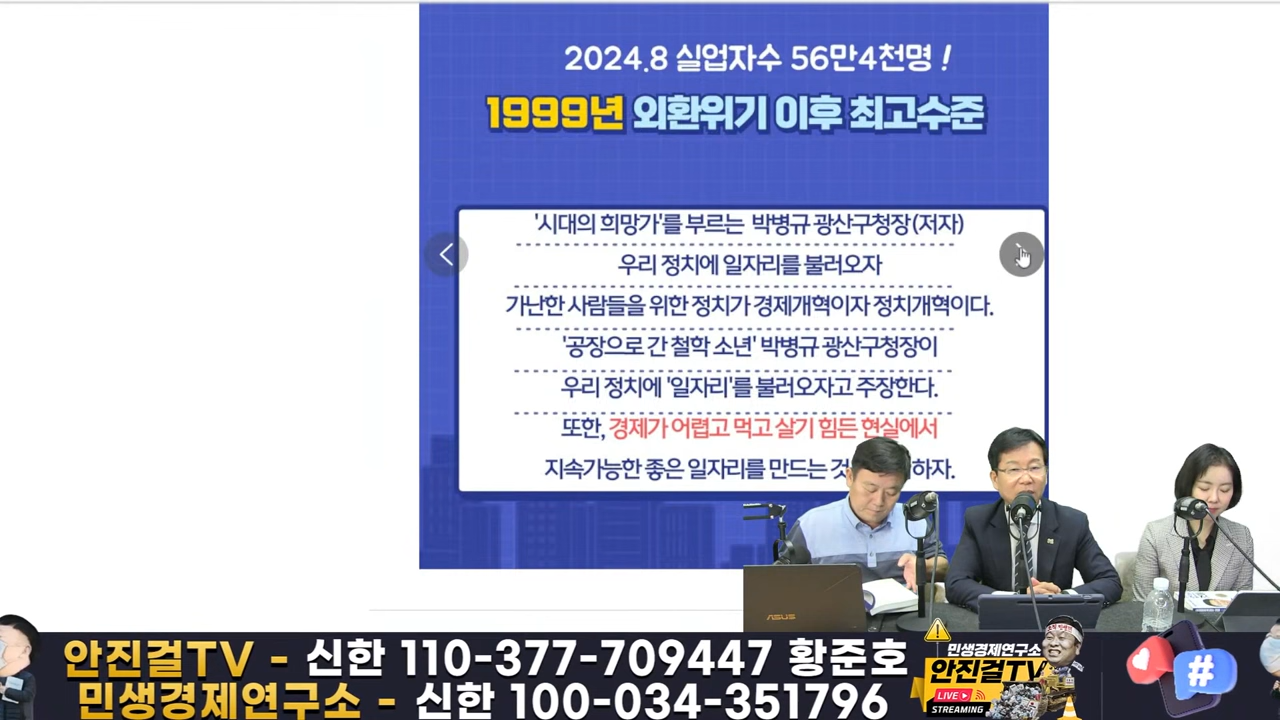 2024.8 실업자수 56만4천명!
1999년 외환위기 이후 최고수준
'시대의 희망가'를 부르는 박병규 광산구청장(저자)
우리 정치에 일자리를 불러오자
가난한 사람들을 위한 정치가 경제개혁이자 정치개혁이다.
'공장으로 간 철학 소년' 박병규 광산구청장이
우리 정치에 '일자리'를 불러오자고 주장한다.
또한, 경제가 어렵고 먹고 살기 힘든 현실에서
지속가능한 좋은 일자리를 만드는 것 하자.
ASUS
안진걸TV - 신한 110-377-709447 황준호
민생경제연구소 - 신한 100-034-351796
민생경제연구소
안진걸TV
LIVE
STREAMING
#